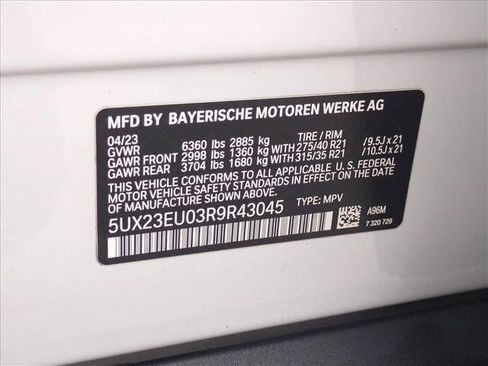 MFD BY BAYERISCHE MOTOREN WERKE AG
04/23 TIRE / RIM
GVWR 6360 lbs 2885 kg
GAWR FRONT 2998 lbs 1360 kg 275/40 R21 / 9.5J x 21
GAWR REAR 3704 lbs 1680 kg 315/35 R21 / 10.5J x 21
THIS VEHICLE CONFORMS TO ALL APPLICABLE U. S. FEDERAL
MOTOR VEHICLE SAFETY STANDARDS IN EFFECT ON THE DATE OF
MANUFACTURE SHOWN ABOVE.
5UX23EU03R9R43045 TYPE: MPV
A96M
7 320 729